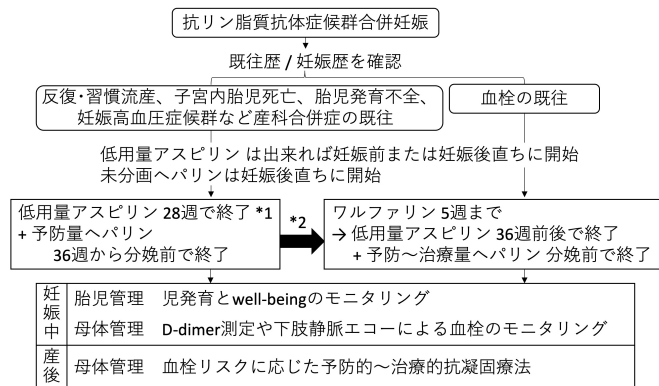 抗リン脂質抗体症候群合併妊娠
既往歴 / 妊娠歴を確認
反復・習慣流産、子宮内胎児死亡、胎児発育不全、
妊娠高血圧症候群など産科合併症の既往
血栓の既往
低用量アスピリン は出来れば妊娠前または妊娠後直ちに開始
未分画ヘパリンは妊娠後直ちに開始
低用量アスピリン 28週で終了 *1
+ 予防量ヘパリン
36週から分娩前で終了
*2
ワルファリン 5週まで
→ 低用量アスピリン 36週前後で終了
+ 予防～治療量ヘパリン 分娩前で終了
妊娠中
胎児管理 児発育とwell-beingのモニタリング
母体管理 D-dimer測定や下肢静脈エコーによる血栓のモニタリング
産後
母体管理 血栓リスクに応じた予防的～治療的抗凝固療法